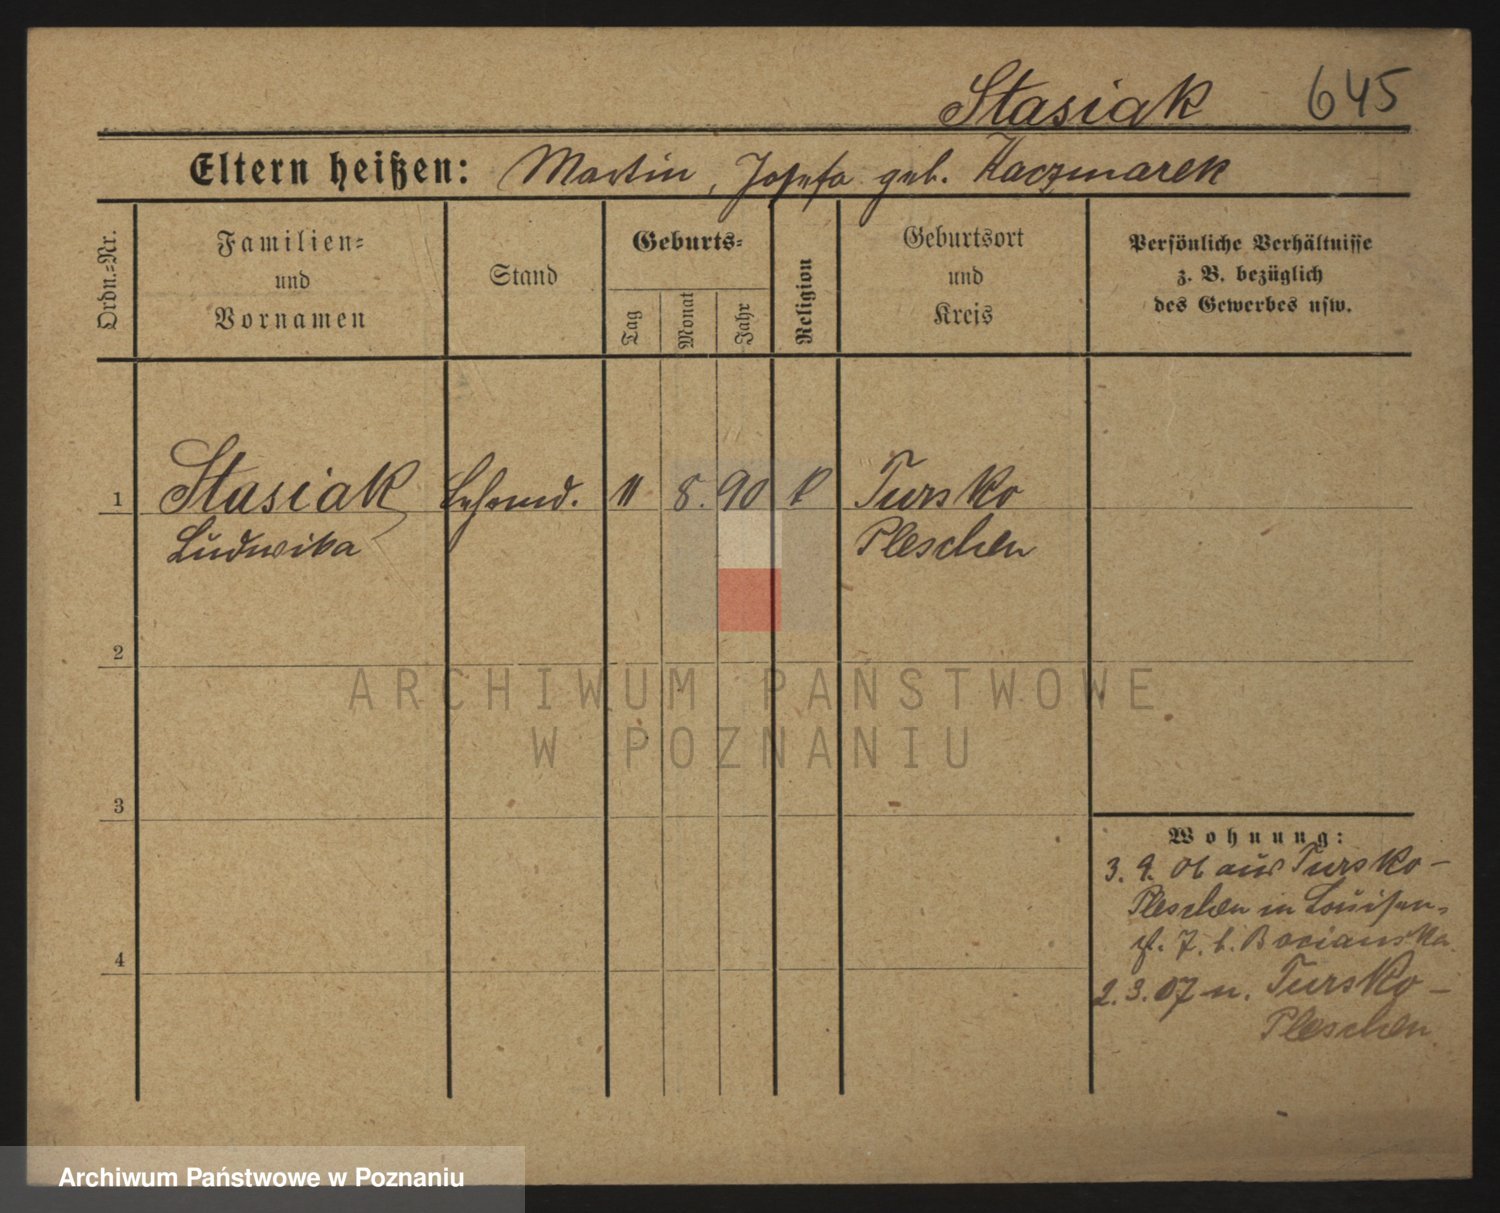 Stasiak 645
Eltern heißen: Martin, Josefa geb. Kaczmarek
Ordn.=Nr.
Familien=
und
Vornamen
Stand
Geburts=
Tag
Monat
Jahr
Religion
Geburtsort
und
Kreis
Persönliche Verhältnisse
z. B. bezüglich
des Gewerbes usw.
1 Stasiak 11 8. 90 k Tursko
Ludwika Pleschen
2
ARCHIWUM PAŃSTWOWE
W POZNANIU
3
Wohnung:
3. 9. 06 aus Tursko –
Pleschen in Louisen=
st. 7. b. Bocianska
4
2. 3. 07 n. Tursko –
Pleschen
Archiwum Państwowe w Poznaniu